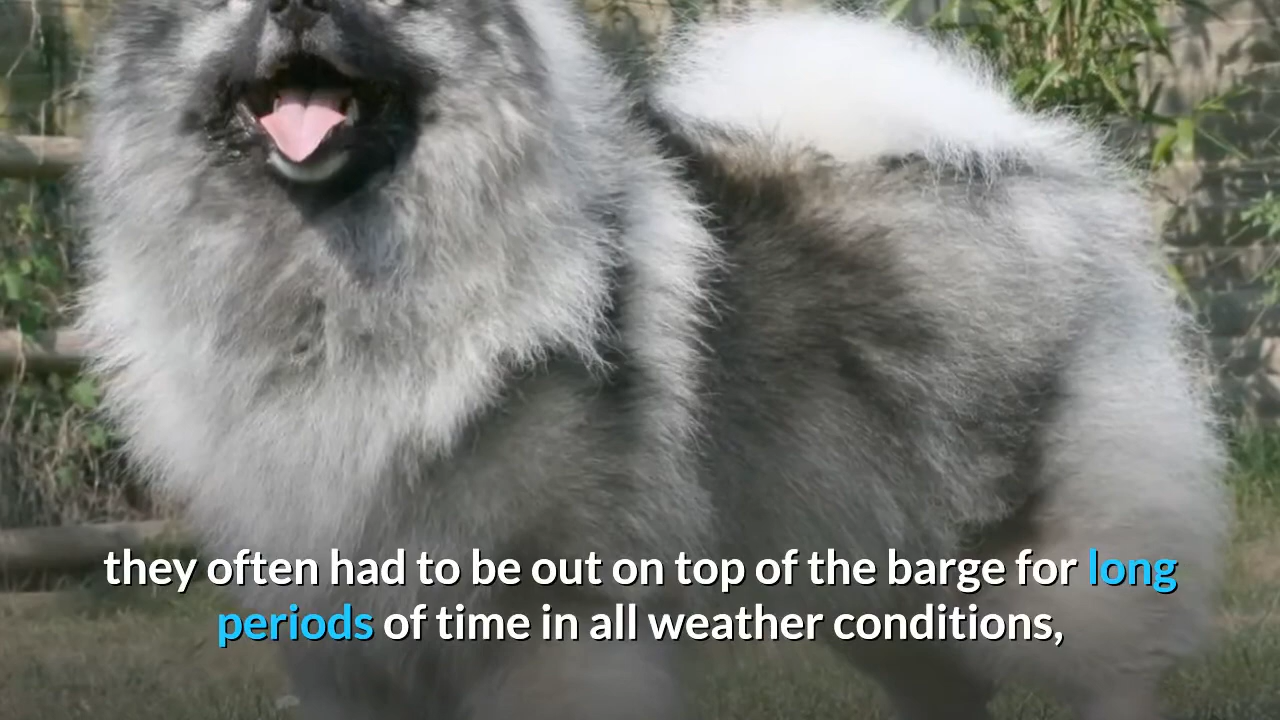 they often had to be out on top of the barge for long
periods of time in all weather conditions,